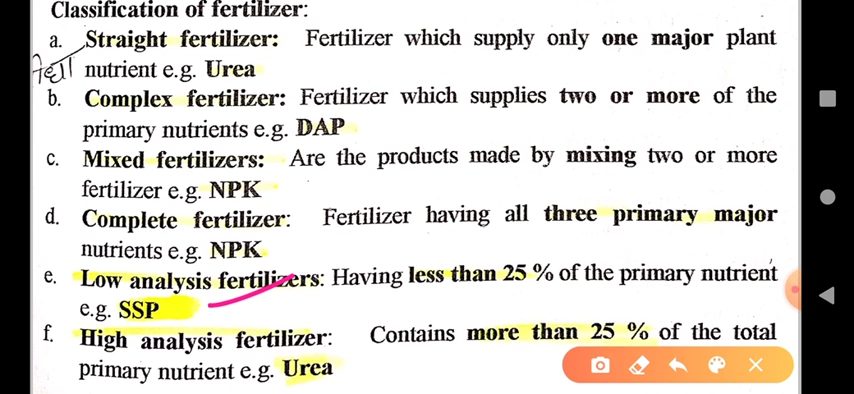 Classification of fertilizer:
a. Straight fertilizer: Fertilizer which supply only one major plant
nutrient e.g. Urea
b. Complex fertilizer: Fertilizer which supplies two or more of the
primary nutrients e.g. DAP
c. Mixed fertilizers: Are the products made by mixing two or more
fertilizer e.g. NPK
d. Complete fertilizer: Fertilizer having all three primary major
nutrients e.g. NPK
e. Low analysis fertilizers: Having less than 25 % of the primary nutrient
e.g. SSP
f. High analysis fertilizer: Contains more than 25 % of the total
primary nutrient e.g. Urea